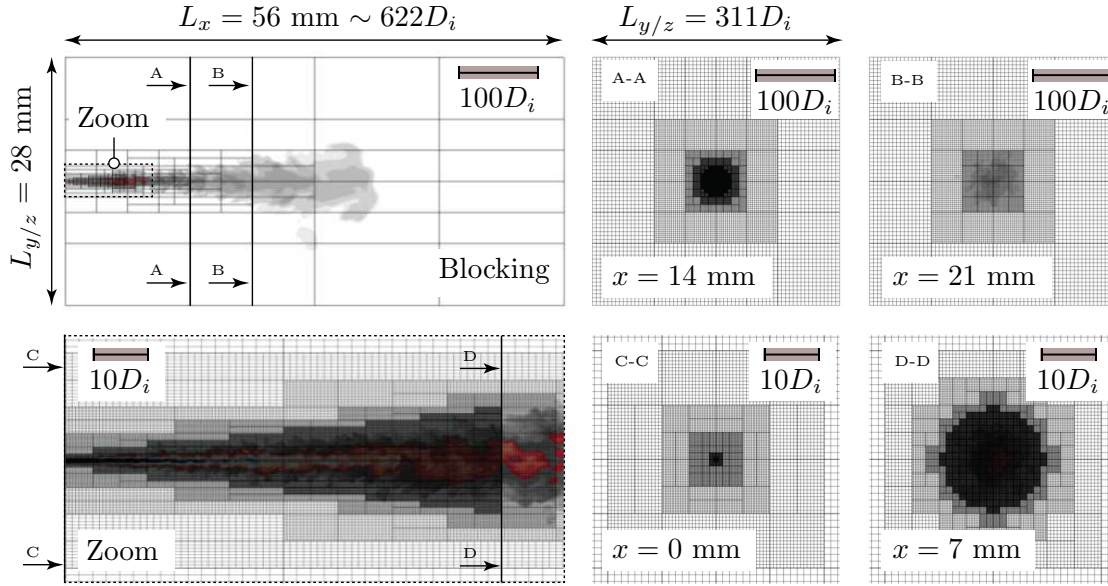 L_x = 56 mm ∼ 622D_i
L_{y/z} = 311D_i
L_{y/z} = 28 mm
A
B
100D_i
Zoom
A
B
Blocking
A-A
100D_i
x = 14 mm
B-B
100D_i
x = 21 mm
C
10D_i
D
C
Zoom
D
C-C
10D_i
x = 0 mm
D-D
10D_i
x = 7 mm